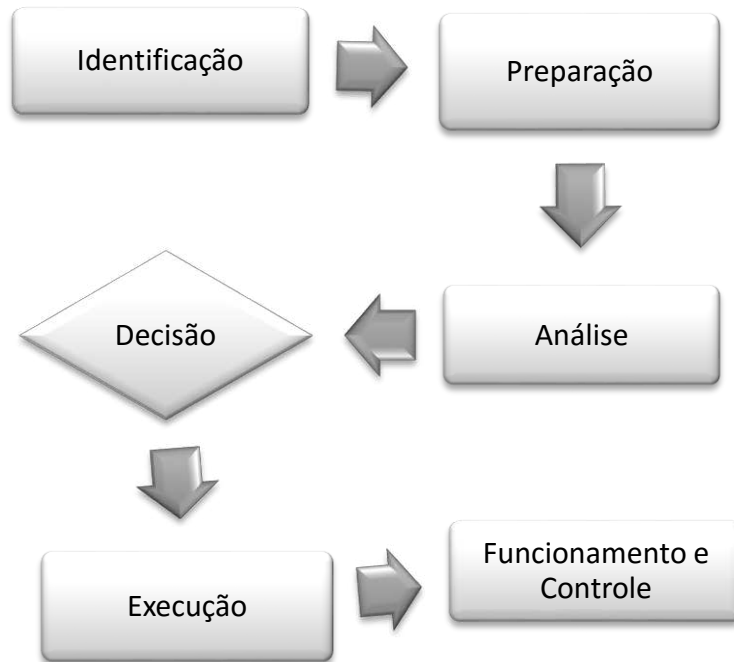 Identificação
Preparação
Análise
Decisão
Execução
Funcionamento e
Controle